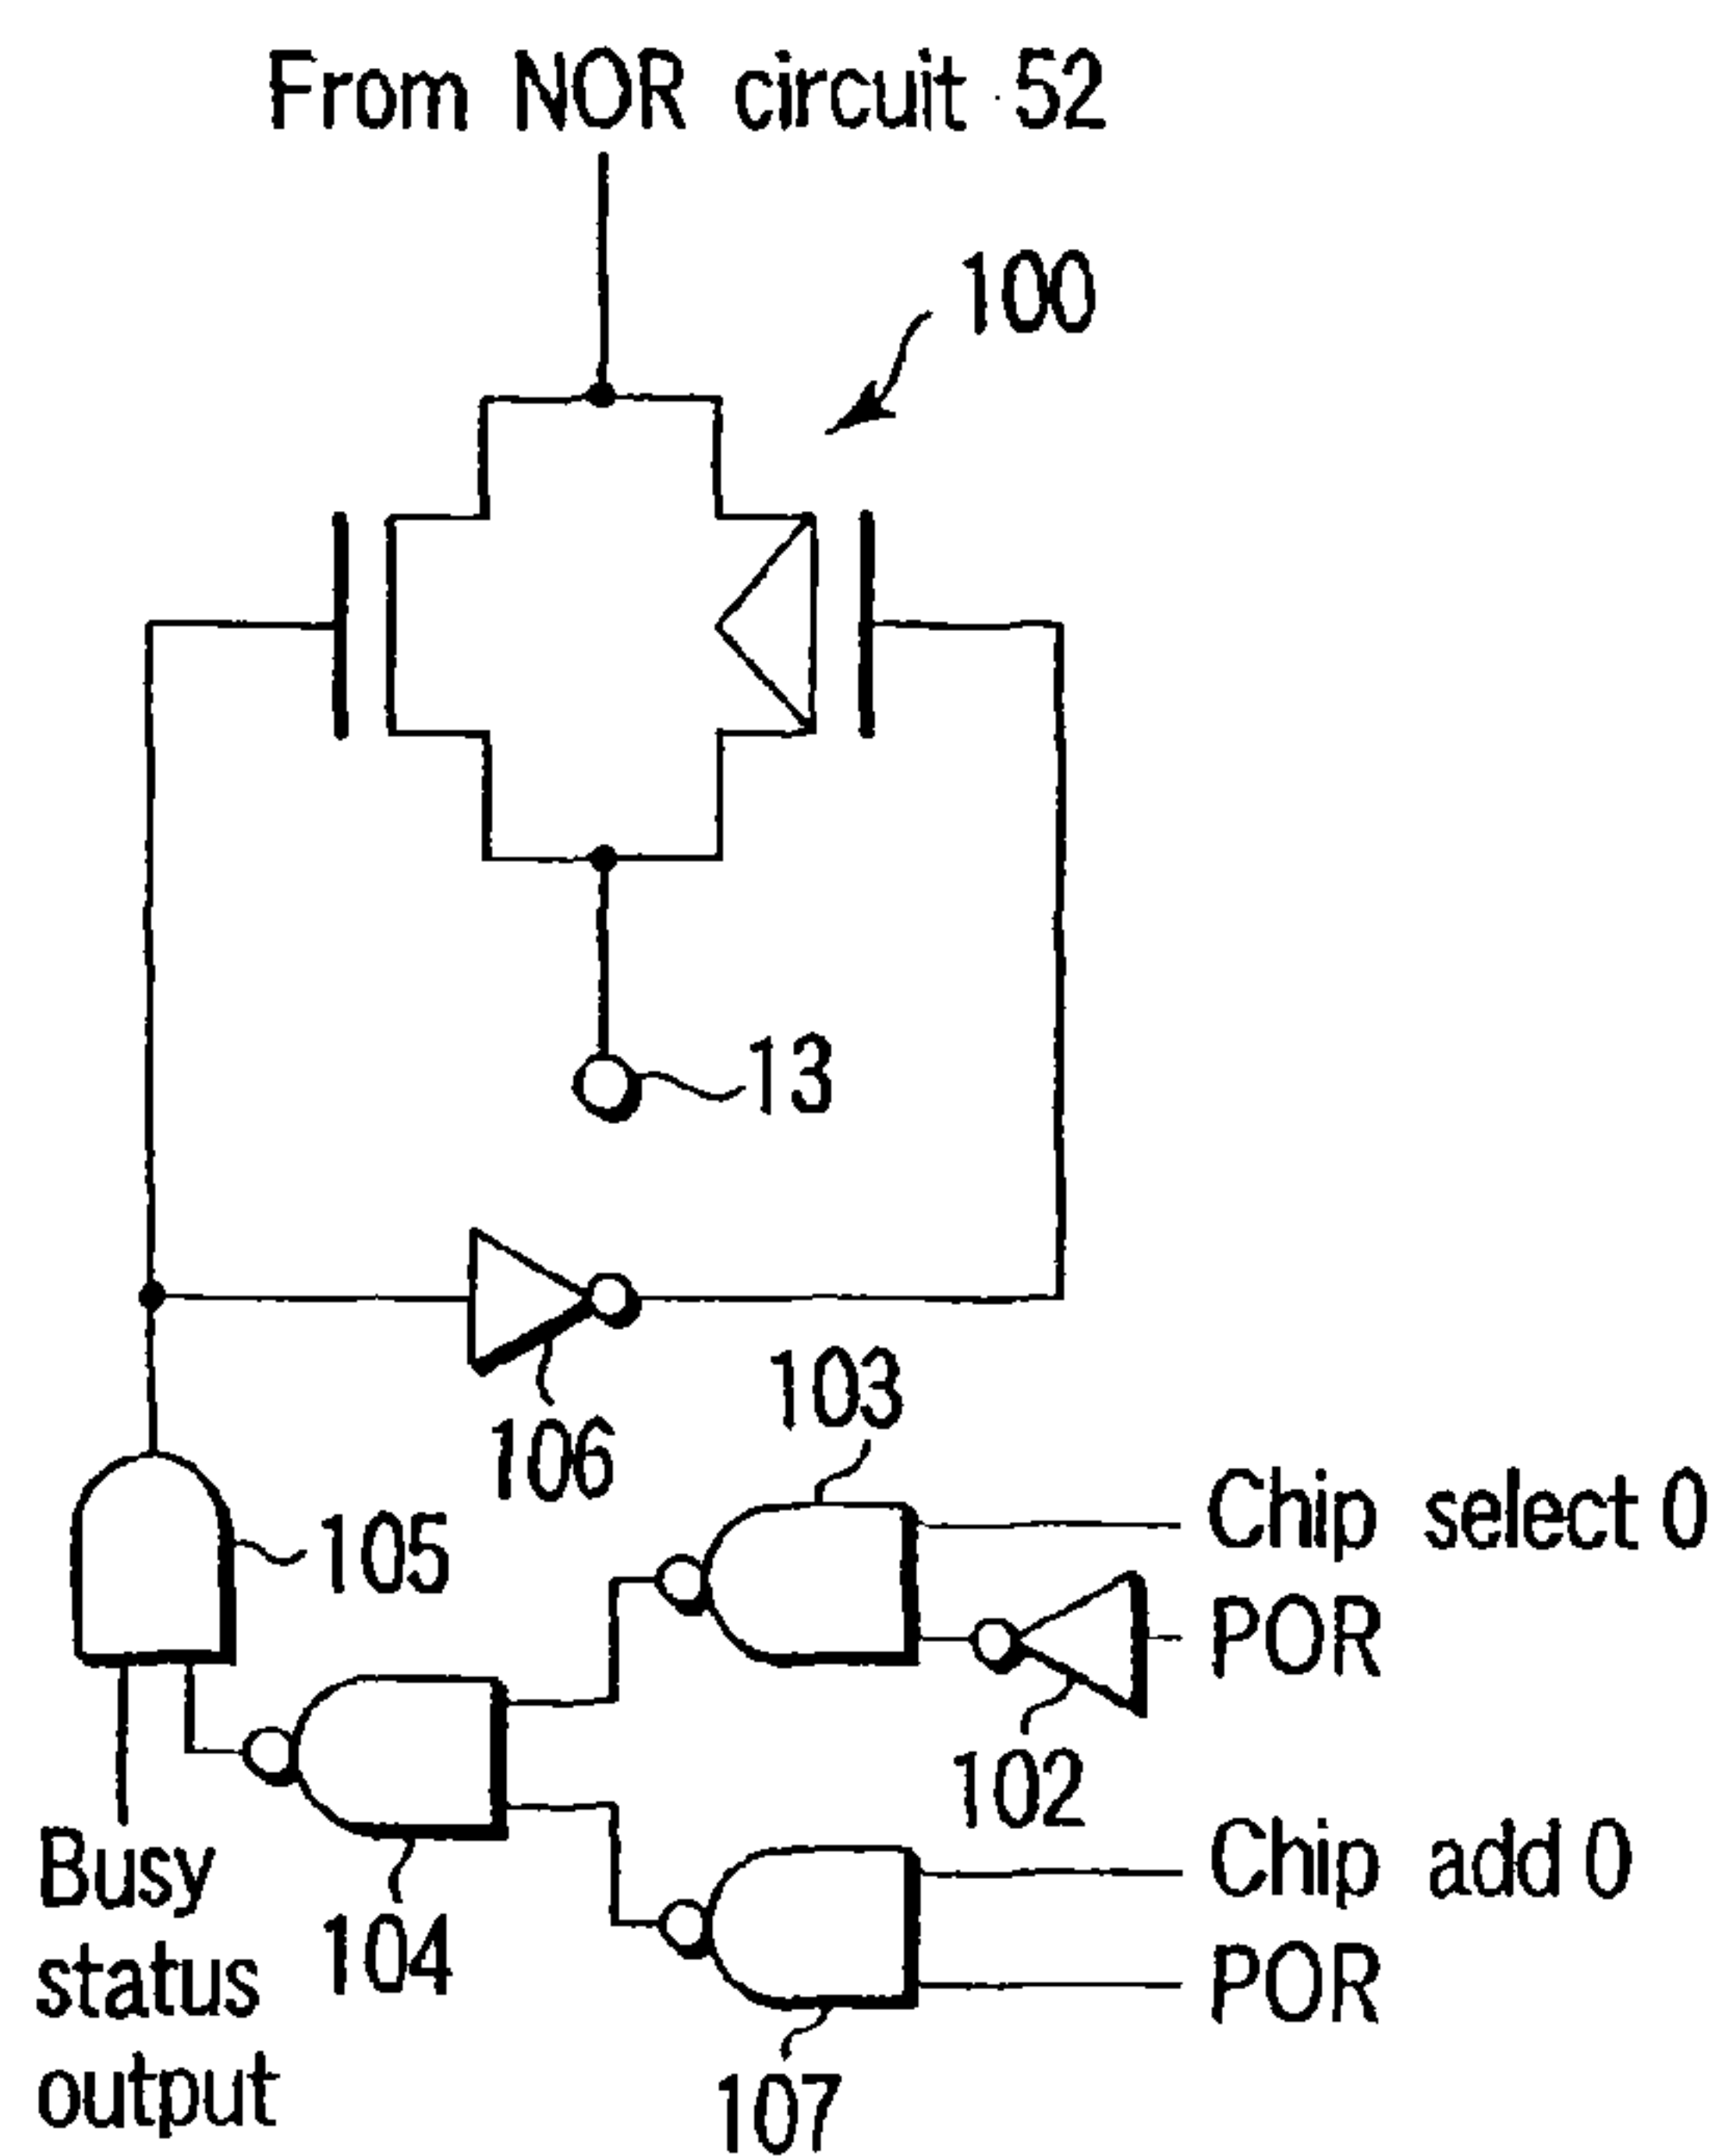 From NOR circuit 52
100
13
106
103
105
Chip select 0
POR
102
Chip add 0
POR
104
107
Busy
status
output